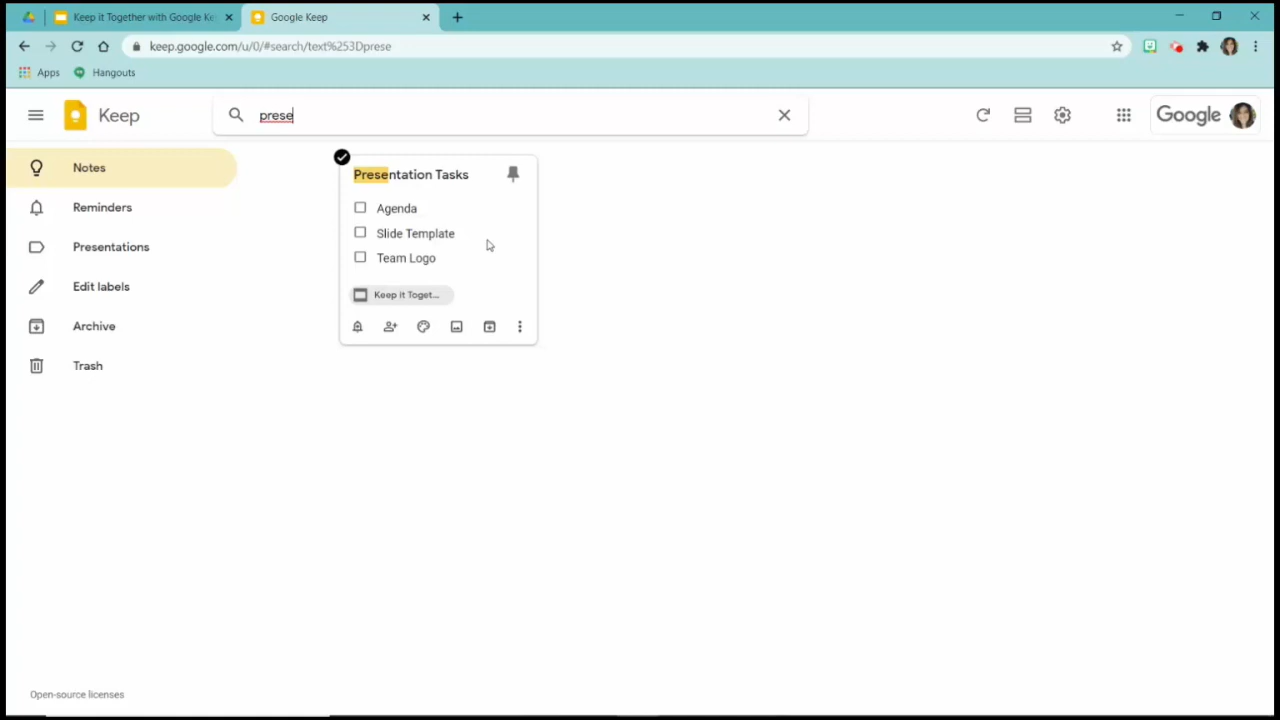 Keep it Together with Google Ke
Google Keep
keep.google.com/u/0/#search/text%253Dprese
Apps
Hangouts
Keep
prese
Google
Notes
Reminders
Presentations
Edit labels
Archive
Trash
Presentation Tasks
Agenda
Slide Template
Team Logo
Keep it Toget...
Open-source licenses